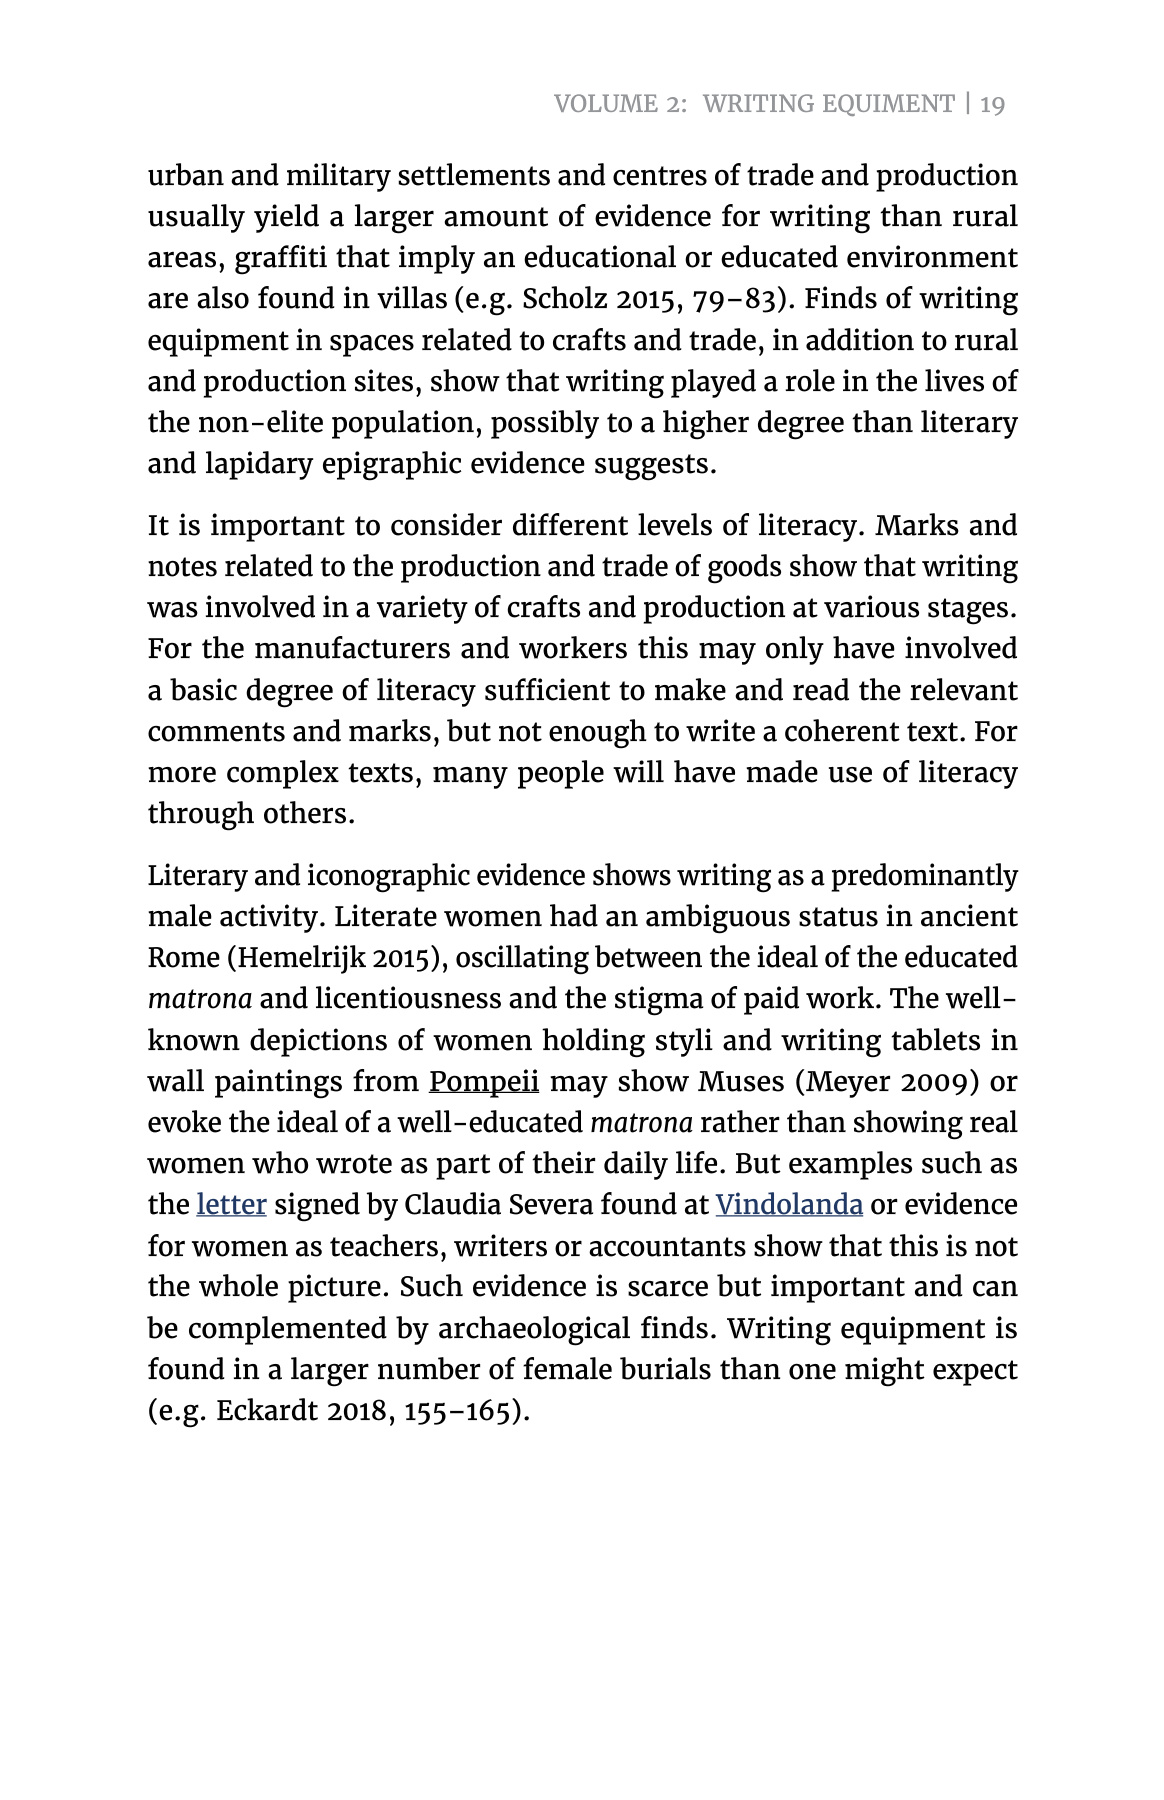 VOLUME 2: WRITING EQUIMENT | 19
urban and military settlements and centres of trade and production
usually yield a larger amount of evidence for writing than rural
areas, graffiti that imply an educational or educated environment
are also found in villas (e.g. Scholz 2015, 79–83). Finds of writing
equipment in spaces related to crafts and trade, in addition to rural
and production sites, show that writing played a role in the lives of
the non-elite population, possibly to a higher degree than literary
and lapidary epigraphic evidence suggests.
It is important to consider different levels of literacy. Marks and
notes related to the production and trade of goods show that writing
was involved in a variety of crafts and production at various stages.
For the manufacturers and workers this may only have involved
a basic degree of literacy sufficient to make and read the relevant
comments and marks, but not enough to write a coherent text. For
more complex texts, many people will have made use of literacy
through others.
Literary and iconographic evidence shows writing as a predominantly
male activity. Literate women had an ambiguous status in ancient
Rome (Hemelrijk 2015), oscillating between the ideal of the educated
matrona and licentiousness and the stigma of paid work. The well-
known depictions of women holding styli and writing tablets in
wall paintings from Pompeii may show Muses (Meyer 2009) or
evoke the ideal of a well-educated matrona rather than showing real
women who wrote as part of their daily life. But examples such as
the letter signed by Claudia Severa found at Vindolanda or evidence
for women as teachers, writers or accountants show that this is not
the whole picture. Such evidence is scarce but important and can
be complemented by archaeological finds. Writing equipment is
found in a larger number of female burials than one might expect
(e.g. Eckardt 2018, 155–165).